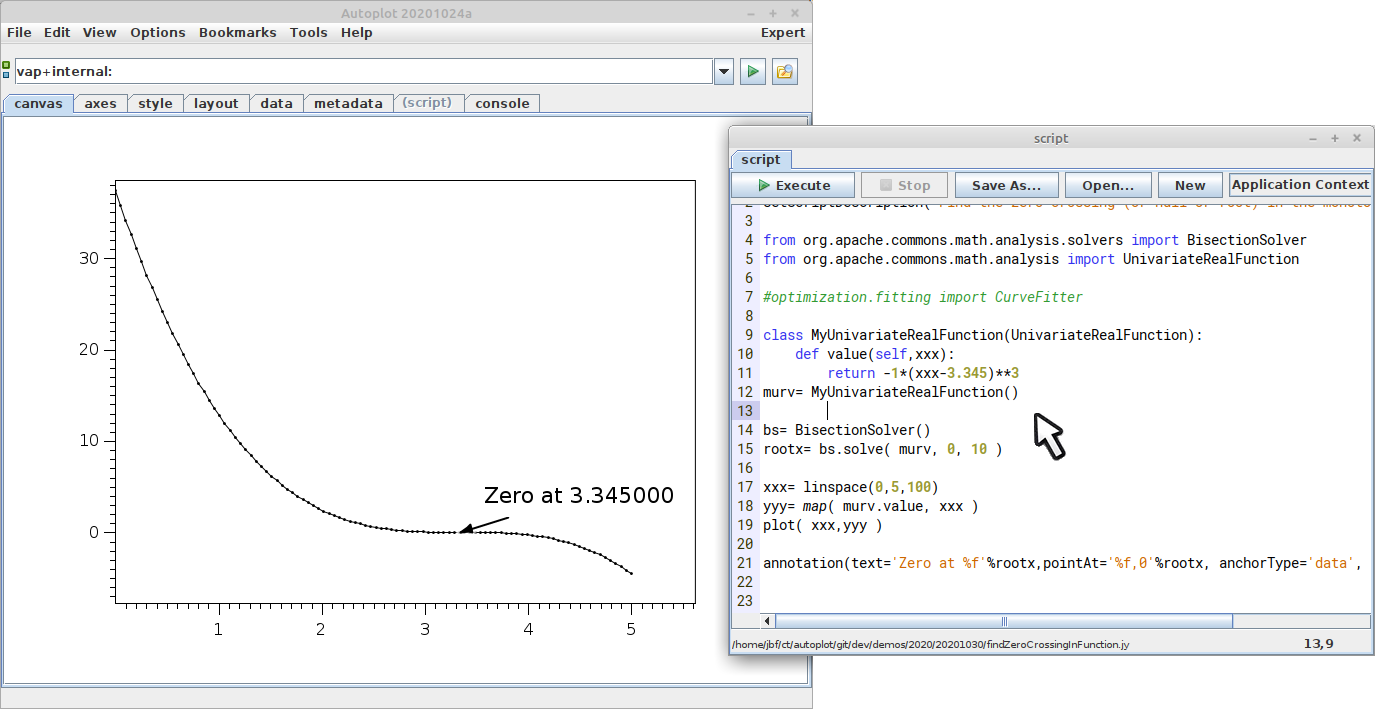 Autoplot 20201024a
File Edit View Options Bookmarks Tools Help Expert
vap+internal:
canvas axes style layout data metadata (script) console
30
20
10
0
1 2 3 4 5
Zero at 3.345000
script
script
Execute Stop Save As... Open... New Application Context
3
4 from org.apache.commons.math.analysis.solvers import BisectionSolver
5 from org.apache.commons.math.analysis import UnivariateRealFunction
6
7 #optimization.fitting import CurveFitter
8
9 class MyUnivariateRealFunction(UnivariateRealFunction):
10     def value(self,xxx):
11         return -1*(xxx-3.345)**3
12 murv= MyUnivariateRealFunction()
13
14 bs= BisectionSolver()
15 rootx= bs.solve( murv, 0, 10 )
16
17 xxx= linspace(0,5,100)
18 yyy= map( murv.value, xxx )
19 plot( xxx,yyy )
20
21 annotation(text='Zero at %f'%rootx,pointAt='%f,0'%rootx, anchorType='data',
22
23
/home/jbf/ct/autoplot/git/dev/demos/2020/20201030/findZeroCrossingInFunction.jy 13,9